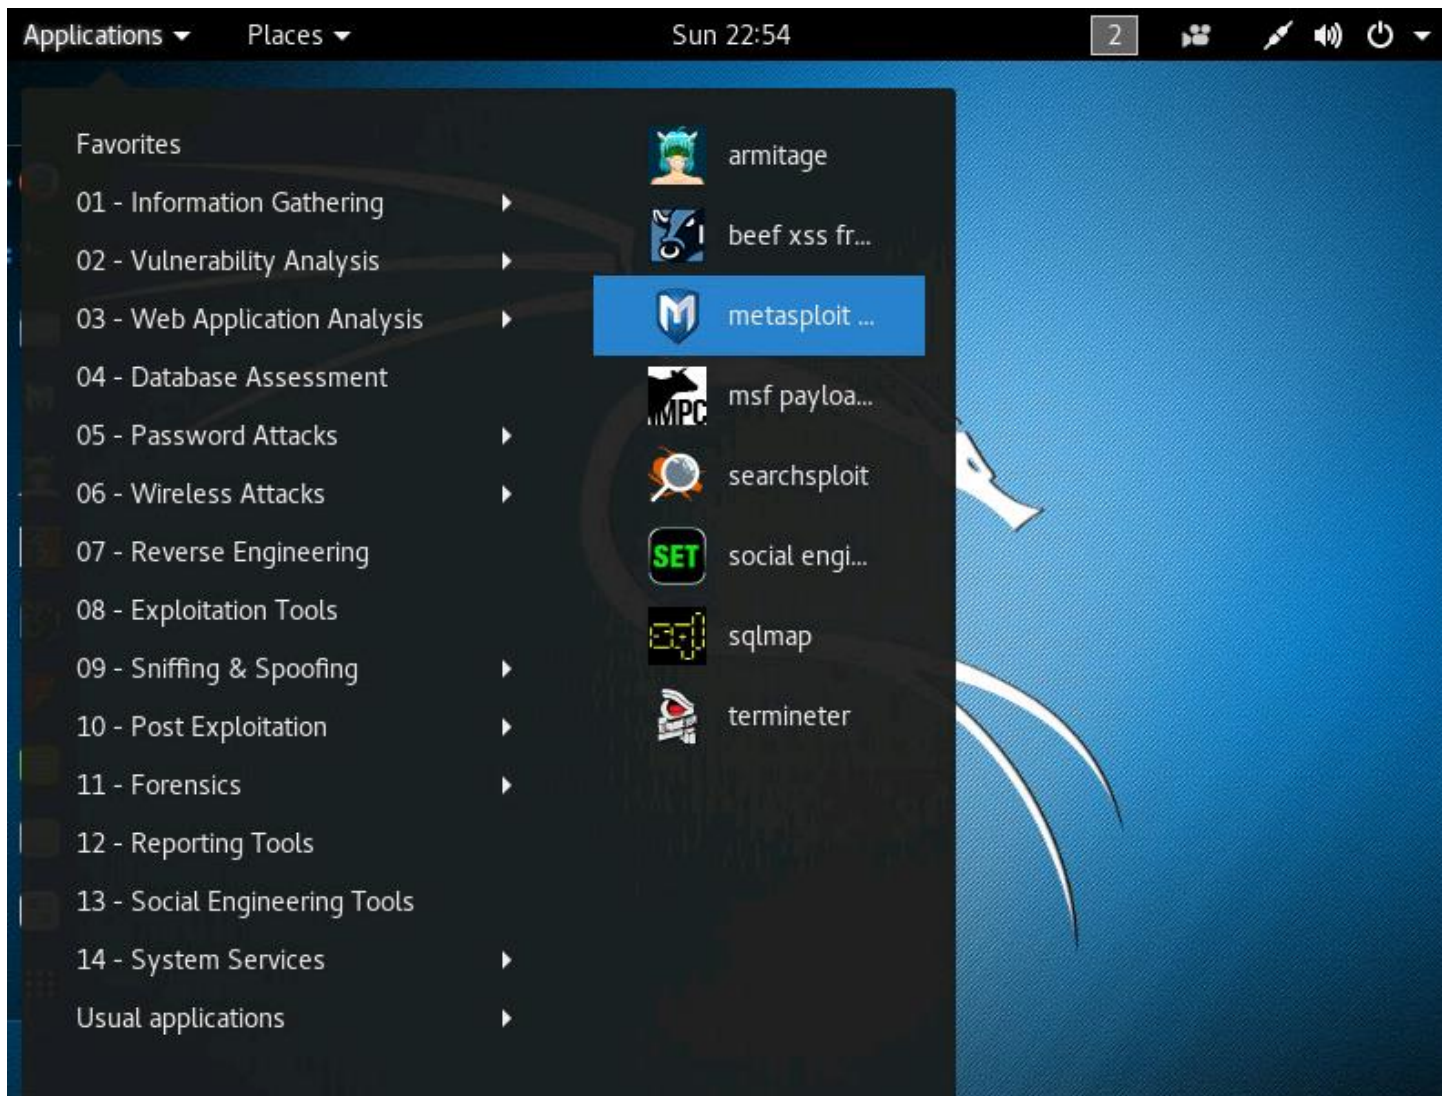 Applications Places Sun 22:54 2
Favorites
01 - Information Gathering
02 - Vulnerability Analysis
03 - Web Application Analysis
04 - Database Assessment
05 - Password Attacks
06 - Wireless Attacks
07 - Reverse Engineering
08 - Exploitation Tools
09 - Sniffing & Spoofing
10 - Post Exploitation
11 - Forensics
12 - Reporting Tools
13 - Social Engineering Tools
14 - System Services
Usual applications
armitage
beef xss fr...
M metasploit ...
MPC msf payloa...
searchsploit
SET social engi...
sql sqlmap
termineter